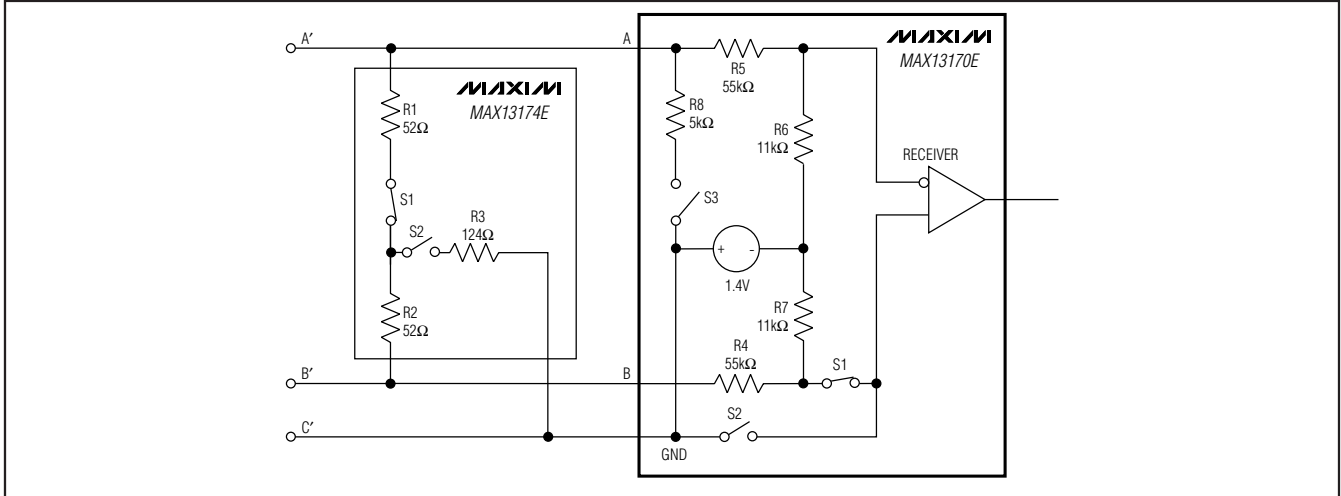 A′
A
MAXIM
MAX13170E
R5
55kΩ
MAXIM
MAX13174E
R1
52Ω
R8
5kΩ
R6
11kΩ
RECEIVER
S1
S3
S2
R3
124Ω
+ -
1.4V
R2
52Ω
R7
11kΩ
R4
55kΩ
S1
B′
B
S2
C′
GND